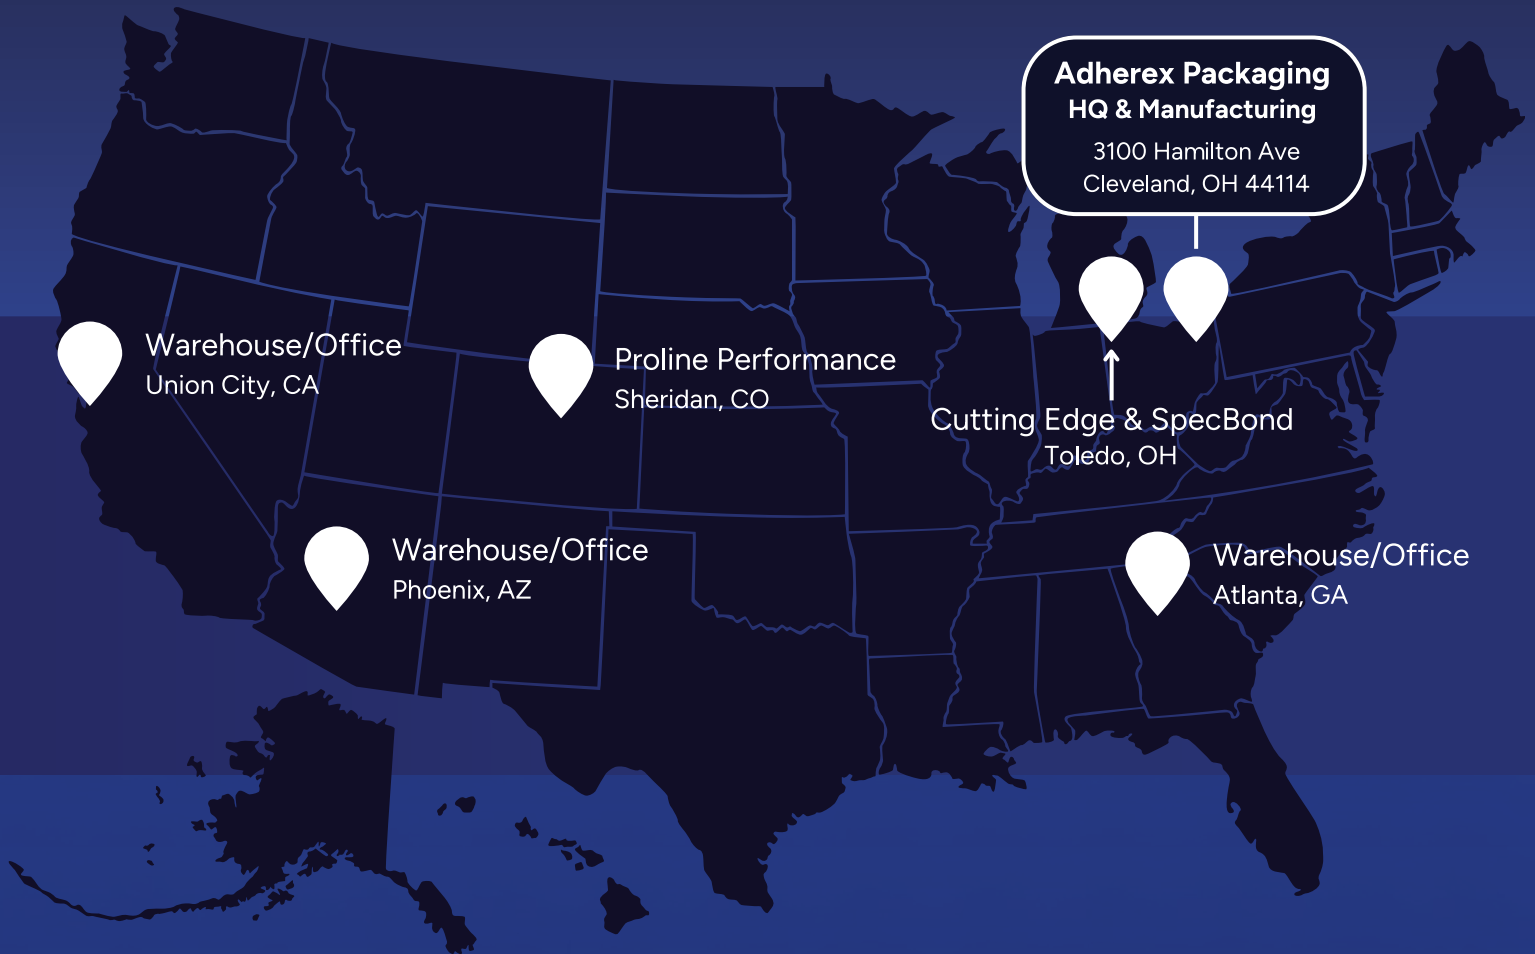 Adherex Packaging
HQ & Manufacturing
3100 Hamilton Ave
Cleveland, OH 44114
Warehouse/Office
Union City, CA
Proline Performance
Sheridan, CO
Cutting Edge & SpecBond
Toledo, OH
Warehouse/Office
Phoenix, AZ
Warehouse/Office
Atlanta, GA